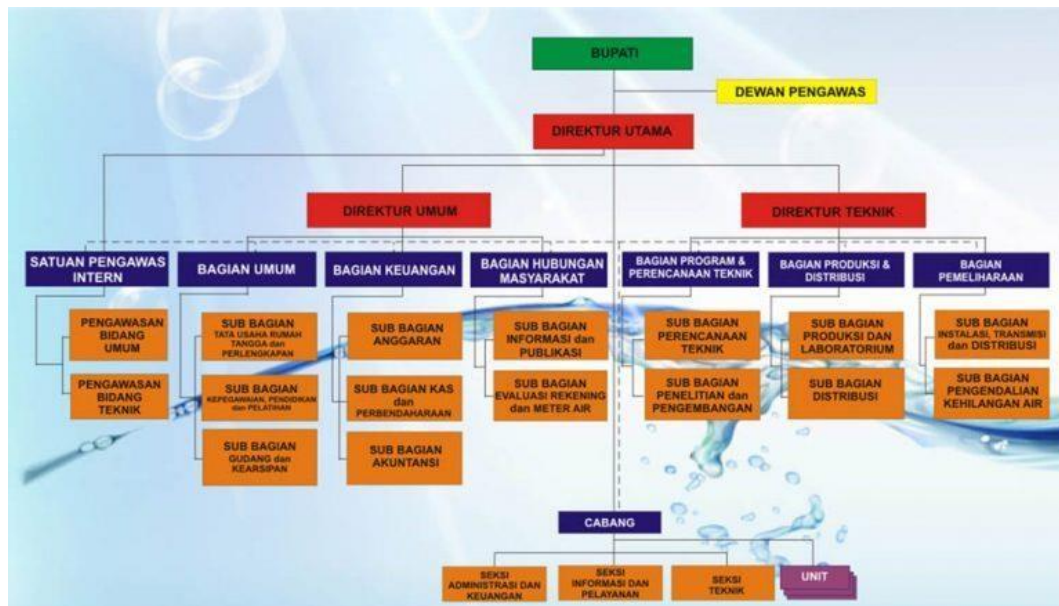 BUPATI
DEWAN PENGAWAS
DIREKTUR UTAMA
DIREKTUR UMUM
DIREKTUR TEKNIK
SATUAN PENGAWAS
INTERN
BAGIAN UMUM
BAGIAN KEUANGAN
BAGIAN HUBUNGAN
MASYARAKAT
BAGIAN PROGRAM &
PERENCANAAN TEKNIK
BAGIAN PRODUKSI &
DISTRIBUSI
BAGIAN
PEMELIHARAAN
PENGAWASAN
BIDANG
UMUM
PENGAWASAN
BIDANG
TEKNIK
SUB BAGIAN
TATA USAHA RUMAH
TANGGA dan
PERLENGKAPAN
SUB BAGIAN
KEPEGAWAIAN, PENDIDIKAN
dan PELATIHAN
SUB BAGIAN
GUDANG dan
KEARSIPAN
SUB BAGIAN
ANGGARAN
SUB BAGIAN KAS
dan
PERBENDAHARAAN
SUB BAGIAN
AKUNTANSI
SUB BAGIAN
INFORMASI dan
PUBLIKASI
SUB BAGIAN
EVALUASI REKENING
dan METER AIR
SUB BAGIAN
PERENCANAAN
TEKNIK
SUB BAGIAN
PENELITIAN dan
PENGEMBANGAN
SUB BAGIAN
PRODUKSI DAN
LABORATORIUM
SUB BAGIAN
DISTRIBUSI
SUB BAGIAN
INSTALASI, TRANSMISI
dan DISTRIBUSI
SUB BAGIAN
PENGENDALIAN
KEHILANGAN AIR
CABANG
SEKSI
ADMINISTRASI DAN
KEUANGAN
SEKSI
INFORMASI DAN
PELAYANAN
SEKSI
TEKNIK
UNIT